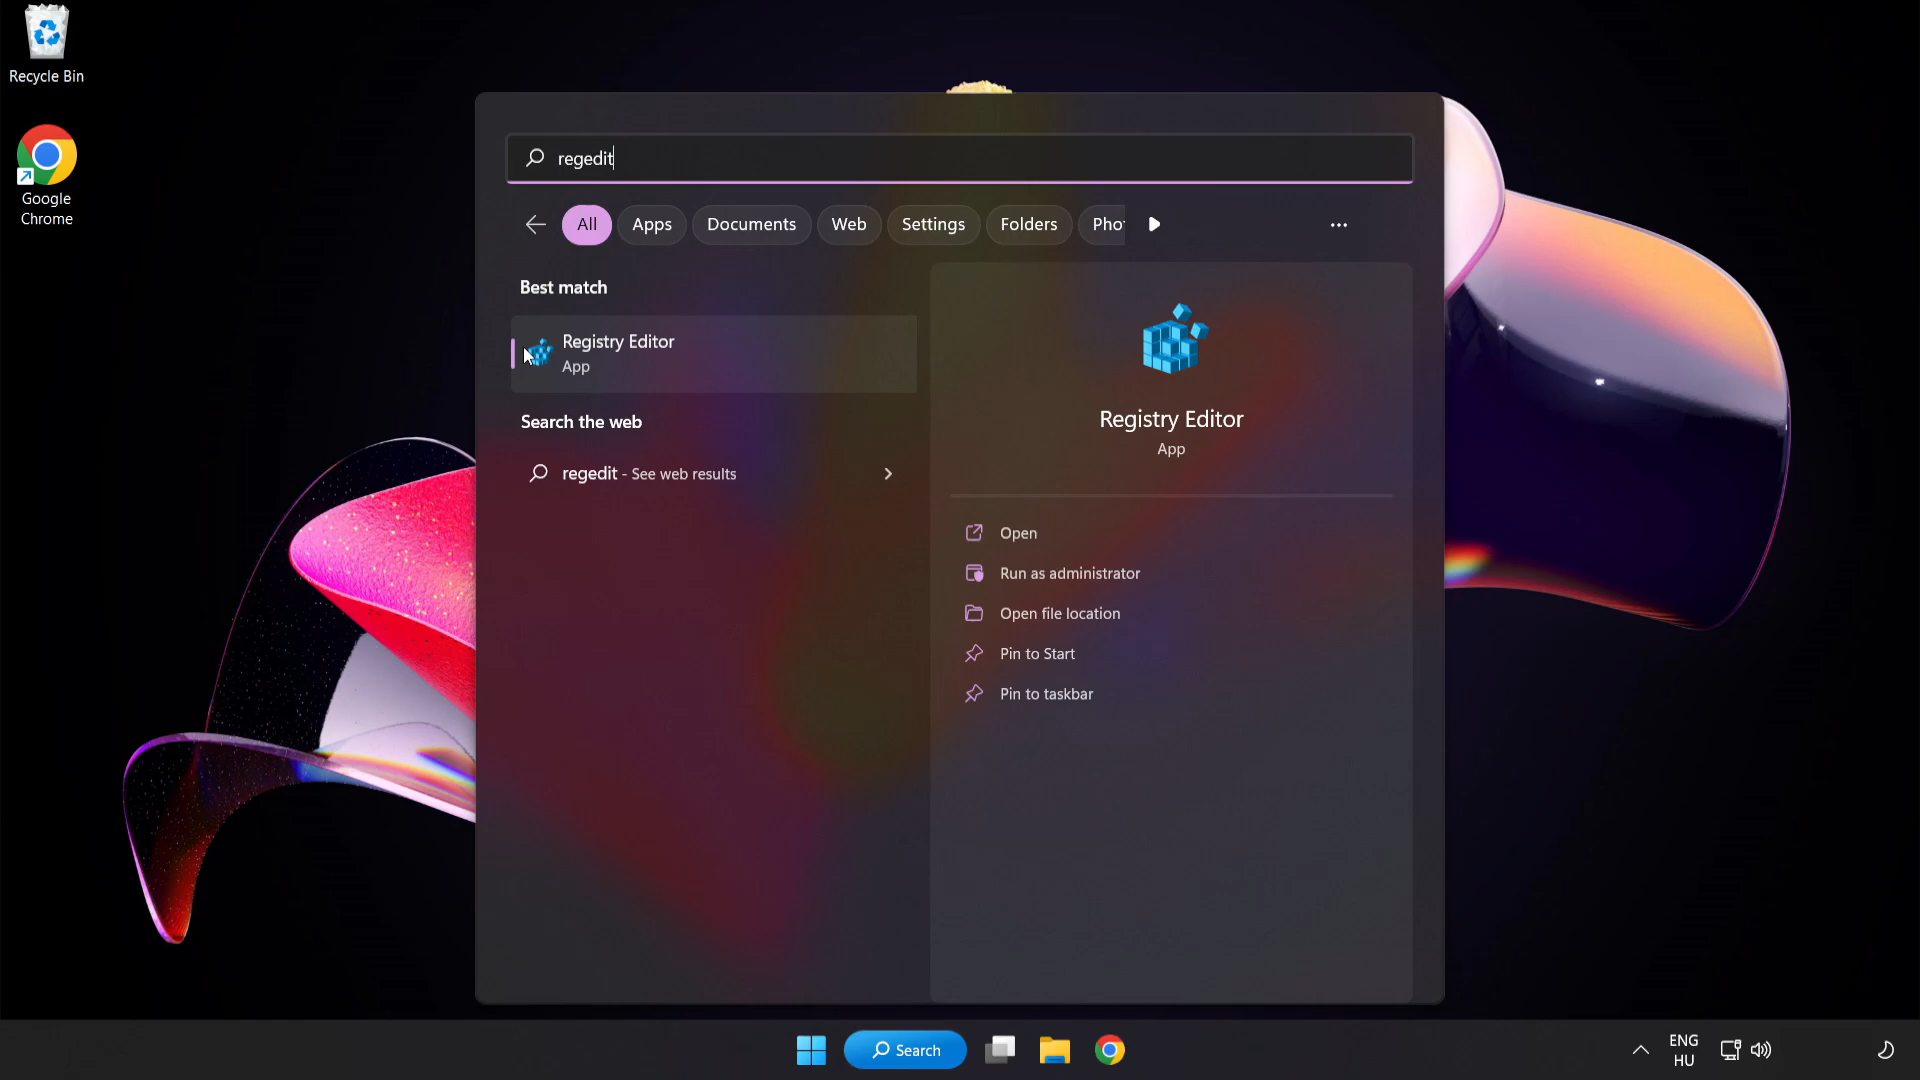 Recycle Bin
Google
Chrome
regedit
All
Apps
Documents
Web
Settings
Folders
Best match
Registry Editor
App
Search the web
regedit - See web results
Registry Editor
App
Open
Run as administrator
Open file location
Pin to Start
Pin to taskbar
Search
ENG
HU